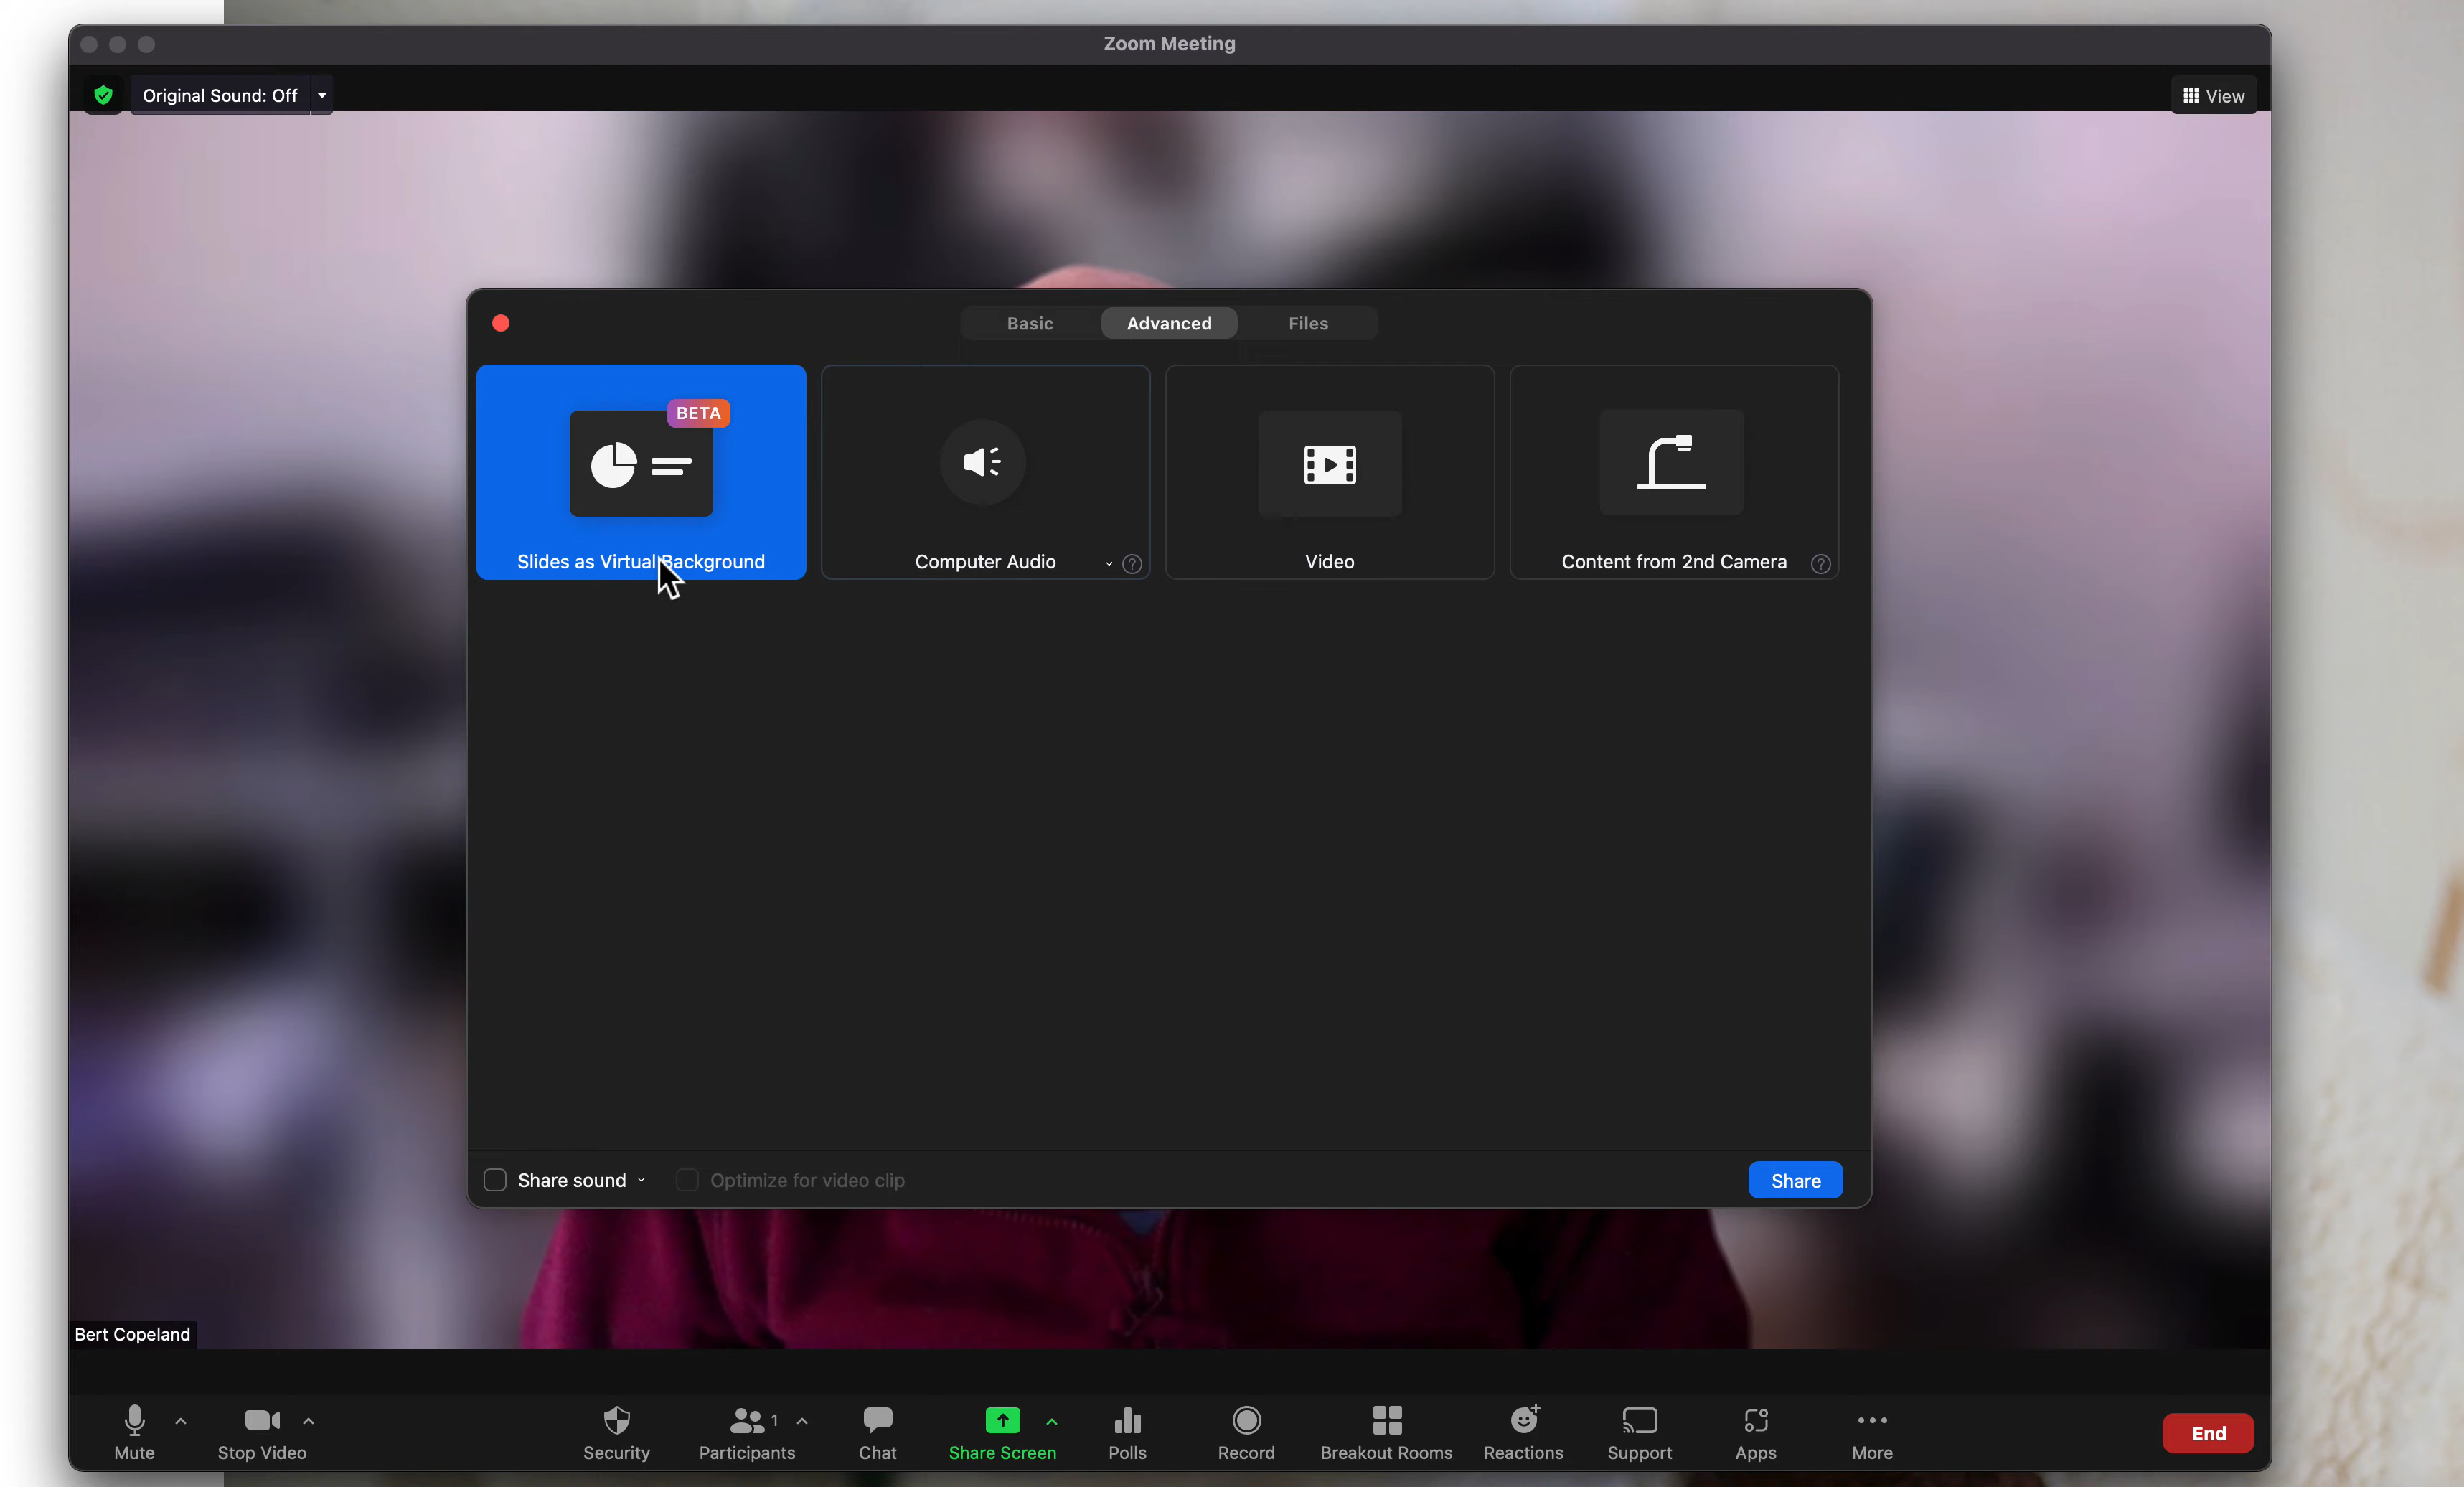 Zoom Meeting
Original Sound: Off
View
Basic
Advanced
Files
BETA
Slides as Virtual Background
Computer Audio
?
Video
Content from 2nd Camera
?
Share sound
Optimize for video clip
Share
Bert Copeland
1
Mute
Stop Video
Security
Participants
Chat
Share Screen
Polls
Record
Breakout Rooms
Reactions
Support
Apps
More
End